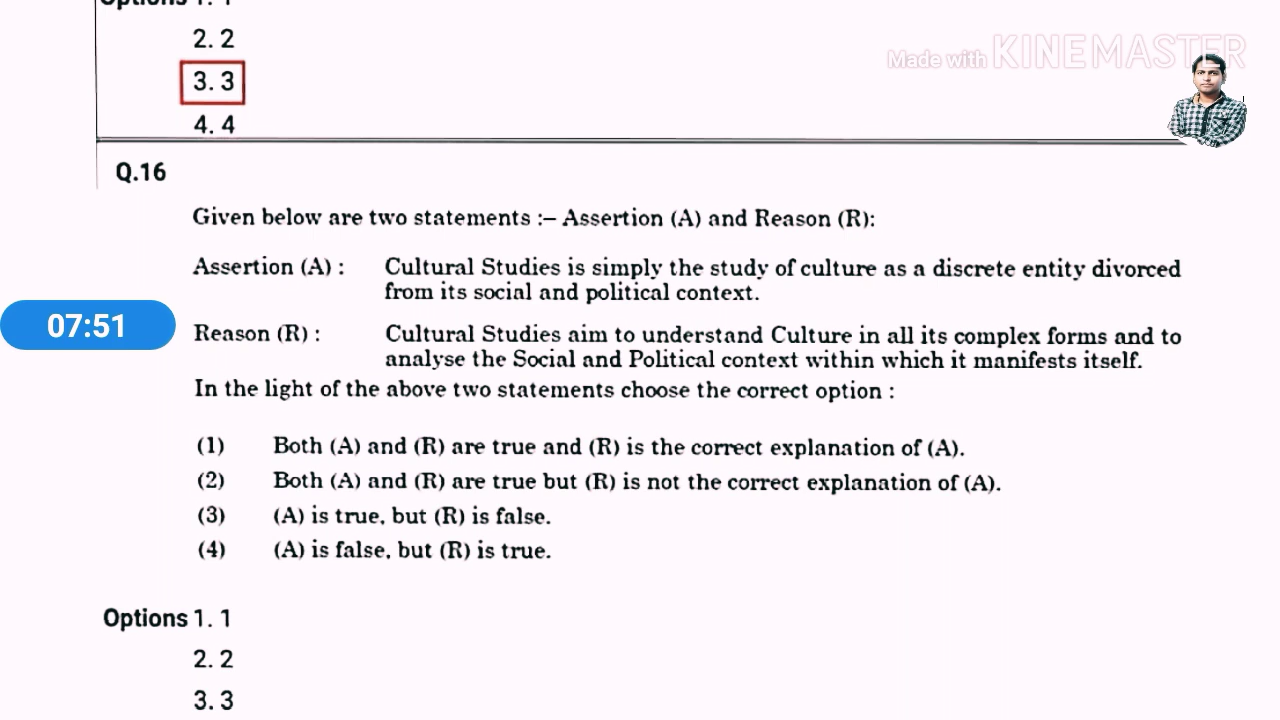 Options 1. 1
2. 2
Made with KINEMASTER
3. 3
4. 4
Q.16
Given below are two statements :– Assertion (A) and Reason (R):
Assertion (A) : Cultural Studies is simply the study of culture as a discrete entity divorced
from its social and political context.
07:51
Reason (R) : Cultural Studies aim to understand Culture in all its complex forms and to
analyse the Social and Political context within which it manifests itself.
In the light of the above two statements choose the correct option :
(1) Both (A) and (R) are true and (R) is the correct explanation of (A).
(2) Both (A) and (R) are true but (R) is not the correct explanation of (A).
(3) (A) is true, but (R) is false.
(4) (A) is false, but (R) is true.
Options 1. 1
2. 2
3. 3